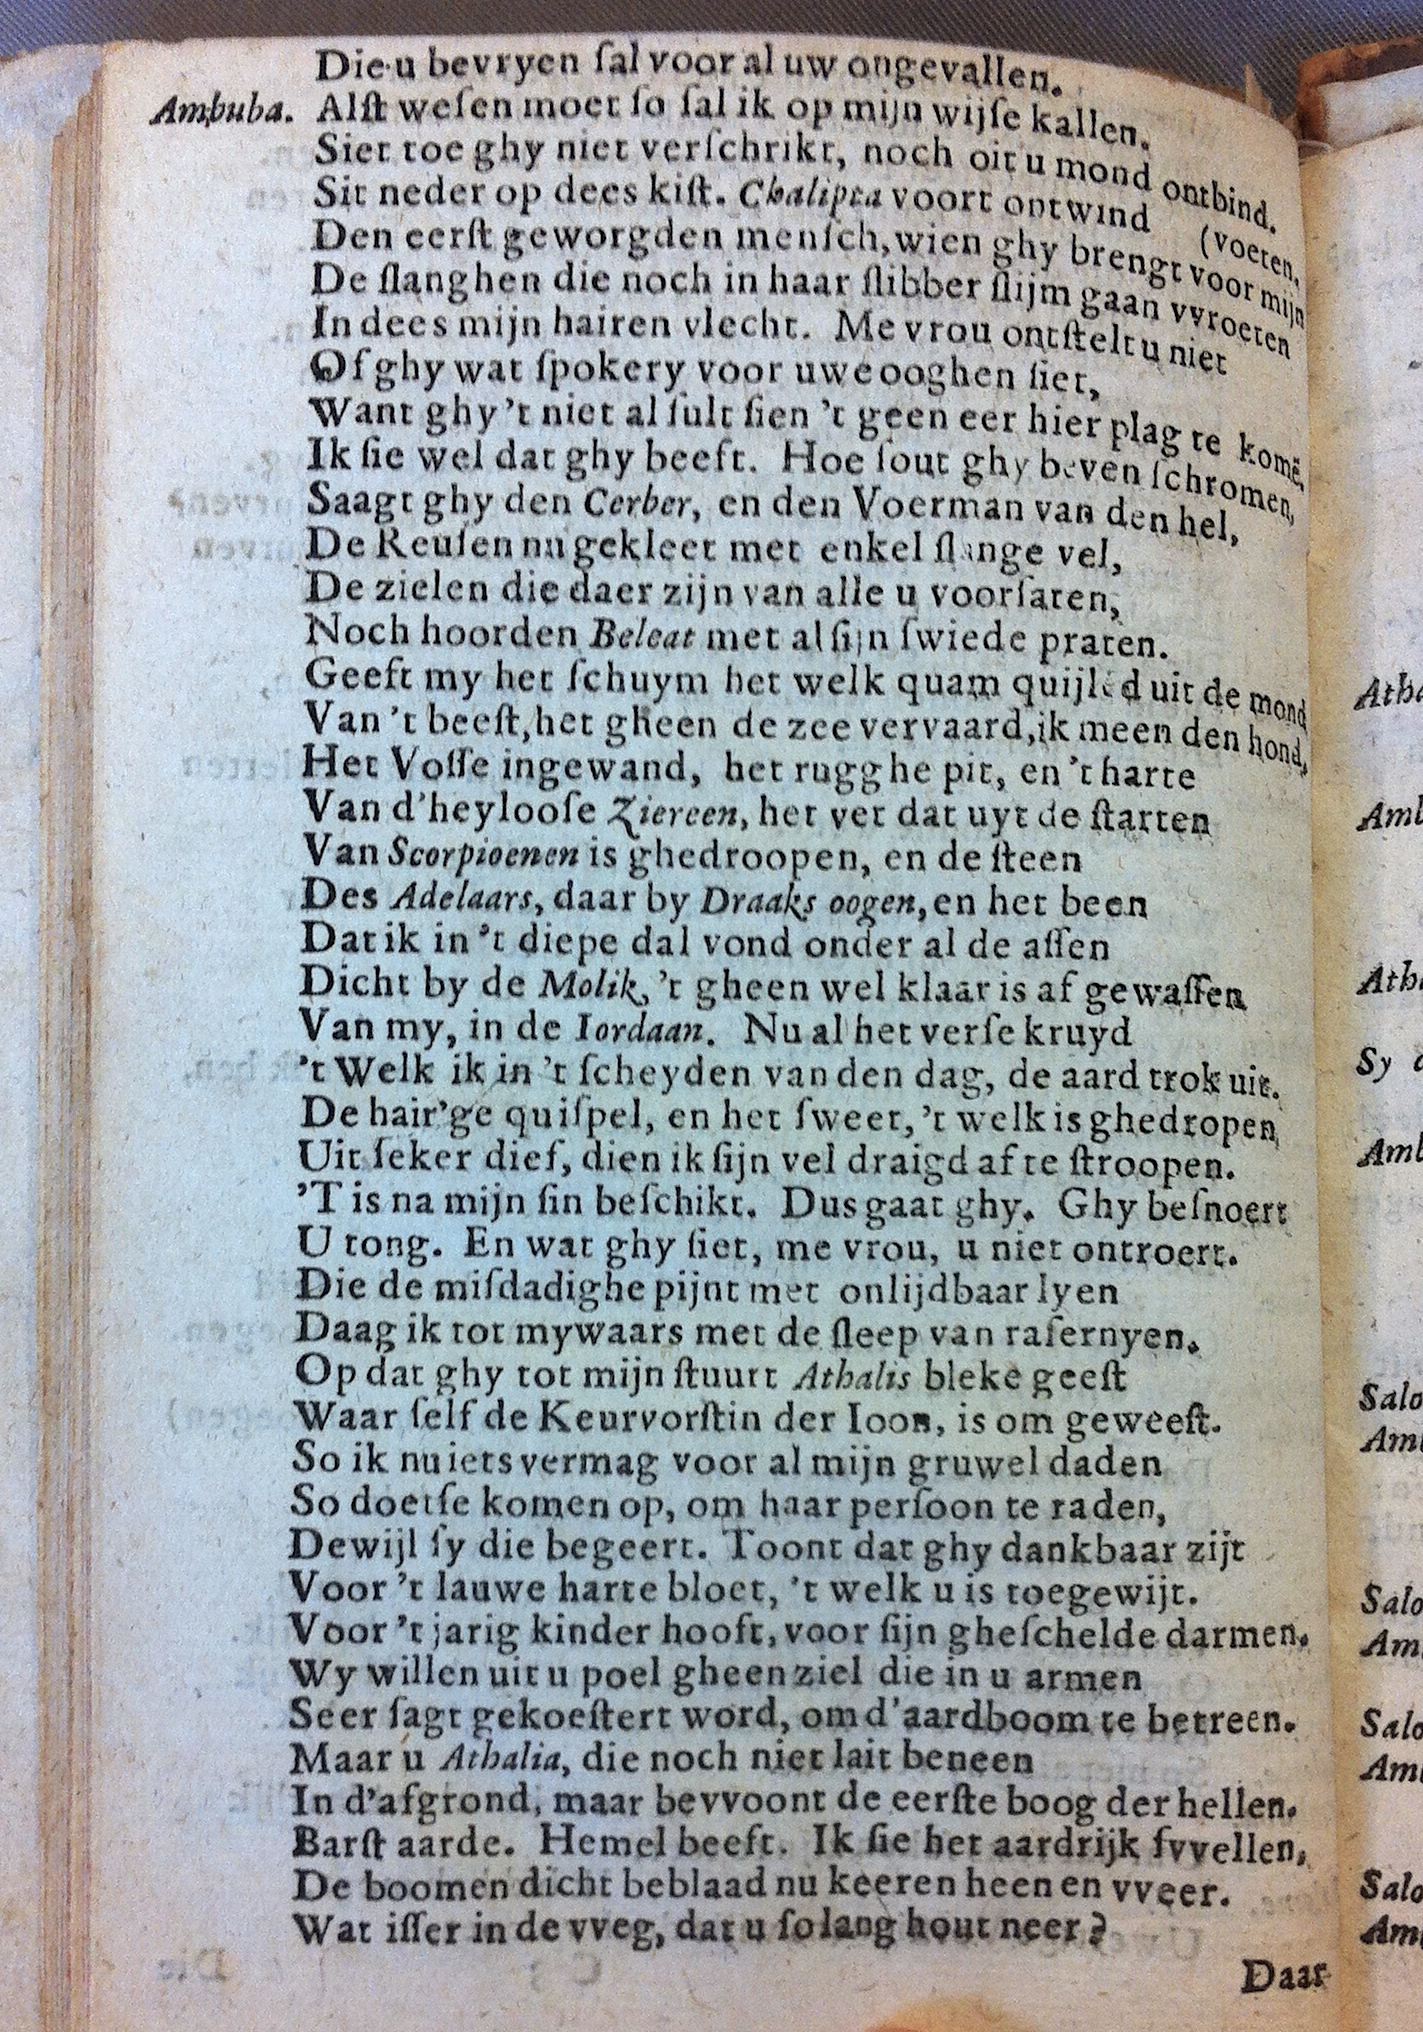 Die u bevryen ſal voor al uw ongevallen.
Ambuba. Alſt weſen moet ſo ſal ik op mijn wijſe kallen.
Siet toe ghy niet verſchrikt, noch oit u mond ontbind.
Sit neder op dees kiſt. Chalipta voort ontwind
(voeten.
Den eerſt geworgden menſch, wien ghy brengt voor mijn
De ſlanghen die noch in haar ſlibber ſlijm gaan vvroeten
In dees mijn hairen vlecht. Me vrou ontſtelt u niet
Of ghy wat ſpokery voor uwe ooghen ſiet,
Want ghy 't niet al ſult ſien 't geen eer hier plag te komē,
Ik ſie wel dat ghy beeft. Hoe ſout ghy beven ſchromen,
Saagt ghy den Cerber, en den Voerman van den hel,
De Reuſen nu gekleet met enkel ſlange vel,
De zielen die daer zijn van alle u voorſaten,
Noch hoorden Beleat met al ſijn ſwiede praten.
Geeft my het ſchuym het welk quam quijlēd uit de mond
Van 't beeſt, het gheen de zee vervaard, ik meen den hond,
Het Voſſe ingewand, het rugghe pit, en 't harte
Van d'heylooſe Ziereen, het vet dat uyt de ſtarten
Van Scorpioenen is ghedroopen, en de ſteen
Des Adelaars, daar by Draaks oogen, en het been
Dat ik in 't diepe dal vond onder al de aſſen
Dicht by de Molik, 't gheen wel klaar is af gewaſſen
Van my, in de Iordaan. Nu al het verſe kruyd
't Welk ik in 't ſcheyden van den dag, de aard trok uit.
De hair'ge quiſpel, en het ſweet, 't welk is ghedropen
Uit ſeker dief, dien ik ſijn vel draigd af te ſtroopen.
'T is na mijn ſin beſchikt. Dus gaat ghy. Ghy beſnoert
U tong. En wat ghy ſiet, me vrou, u niet ontroert.
Die de miſdadighe pijnt met onlijdbaar lyen
Daag ik tot mywaars met de ſleep van raſernyen.
Op dat ghy tot mijn ſtuurt Athalis bleke geeſt
Waar ſelf de Keurvorſtin der Ioon, is om geweeſt.
So ik nu iets vermag voor al mijn gruwel daden
So doetſe komen op, om haar perſoon te raden,
Dewijl ſy die begeert. Toont dat ghy dankbaar zijt
Voor 't lauwe harte bloet, 't welk u is toegewijt.
Voor 't jarig kinder hooft, voor ſijn gheſchelde darmen.
Wy willen uit u poel gheen ziel die in u armen
Seer ſagt gekoeſtert word, om d'aardboom te betreen.
Maar u Athalia, die noch niet lait beneen
In d'afgrond, maar bevvoont de eerſte boog der hellen.
Barſt aarde. Hemel beeft. Ik ſie het aardrijk ſvvellen,
De boomen dicht beblaad nu keeren heen en vveer.
Wat iſſer in de vveg, dat u ſo lang hout neer?
Daar
Atha
Amb
Atha
Sy
Amb
Salo
Am
Salo
Am
Salo
Am
Salo
Am